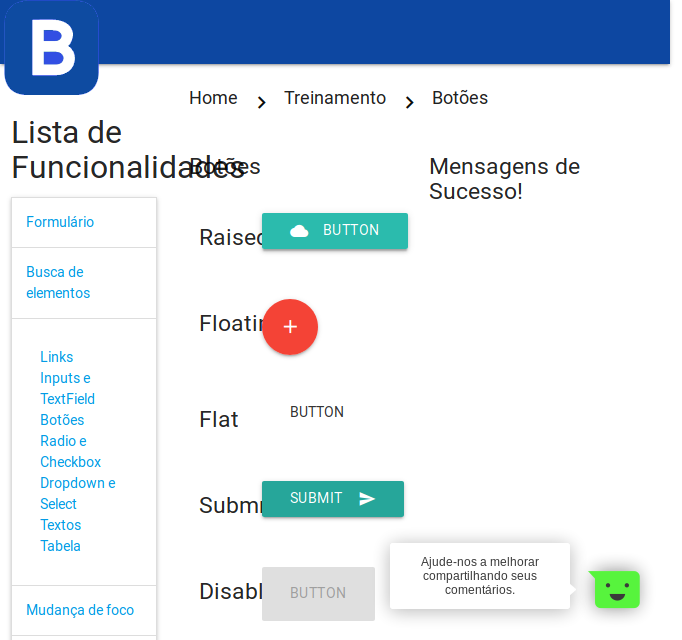 B
Home > Treinamento > Botões
Lista de
Funcionalidades
Botões
Mensagens de
Sucesso!
Formulário
Busca de
elementos
Links
Inputs e
TextField
Botões
Radio e
Checkbox
Dropdown e
Select
Textos
Tabela
Mudança de foco
Raised
BUTTON
Floatin
+
Flat
BUTTON
Subm
SUBMIT
Disabl
BUTTON
Ajude-nos a melhorar
compartilhando seus
comentários.